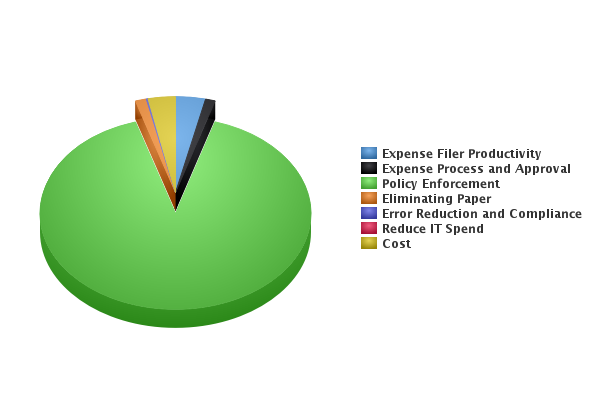 Expense Filer Productivity
Expense Process and Approval
Policy Enforcement
Eliminating Paper
Error Reduction and Compliance
Reduce IT Spend
Cost